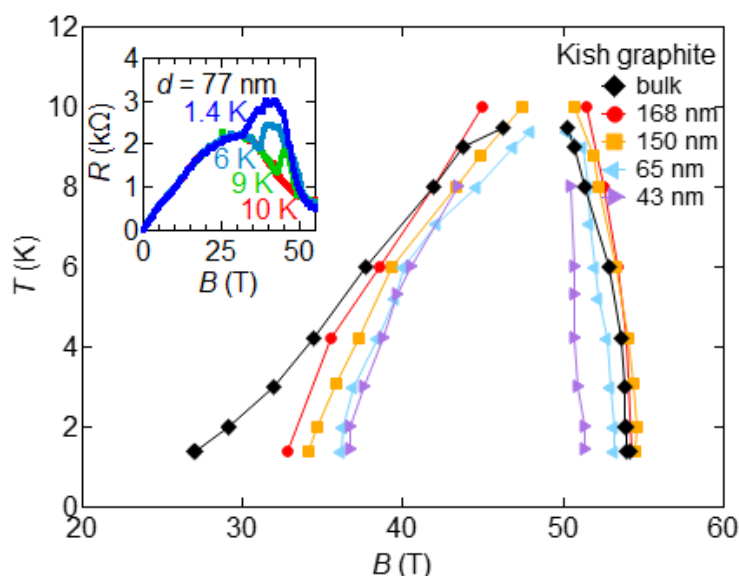 12
10
8
6
4
2
0
T (K)
20
30
40
50
60
B (T)
Kish graphite
bulk
168 nm
150 nm
65 nm
43 nm
4
3
2
1
0
R (kΩ)
d = 77 nm
1.4 K
6 K
9 K
10 K
0
25
50
B (T)